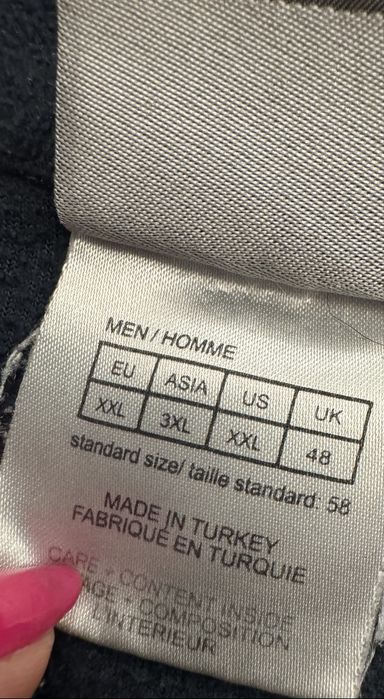 MEN / HOMME
EU ASIA US UK
XXL 3XL XXL 48
standard size/ taille standard: 58
MADE IN TURKEY
FABRIQUÉ EN TURQUIE
CARE + CONTENT INSIDE
+ COMPOSITION
L'INTERIEUR